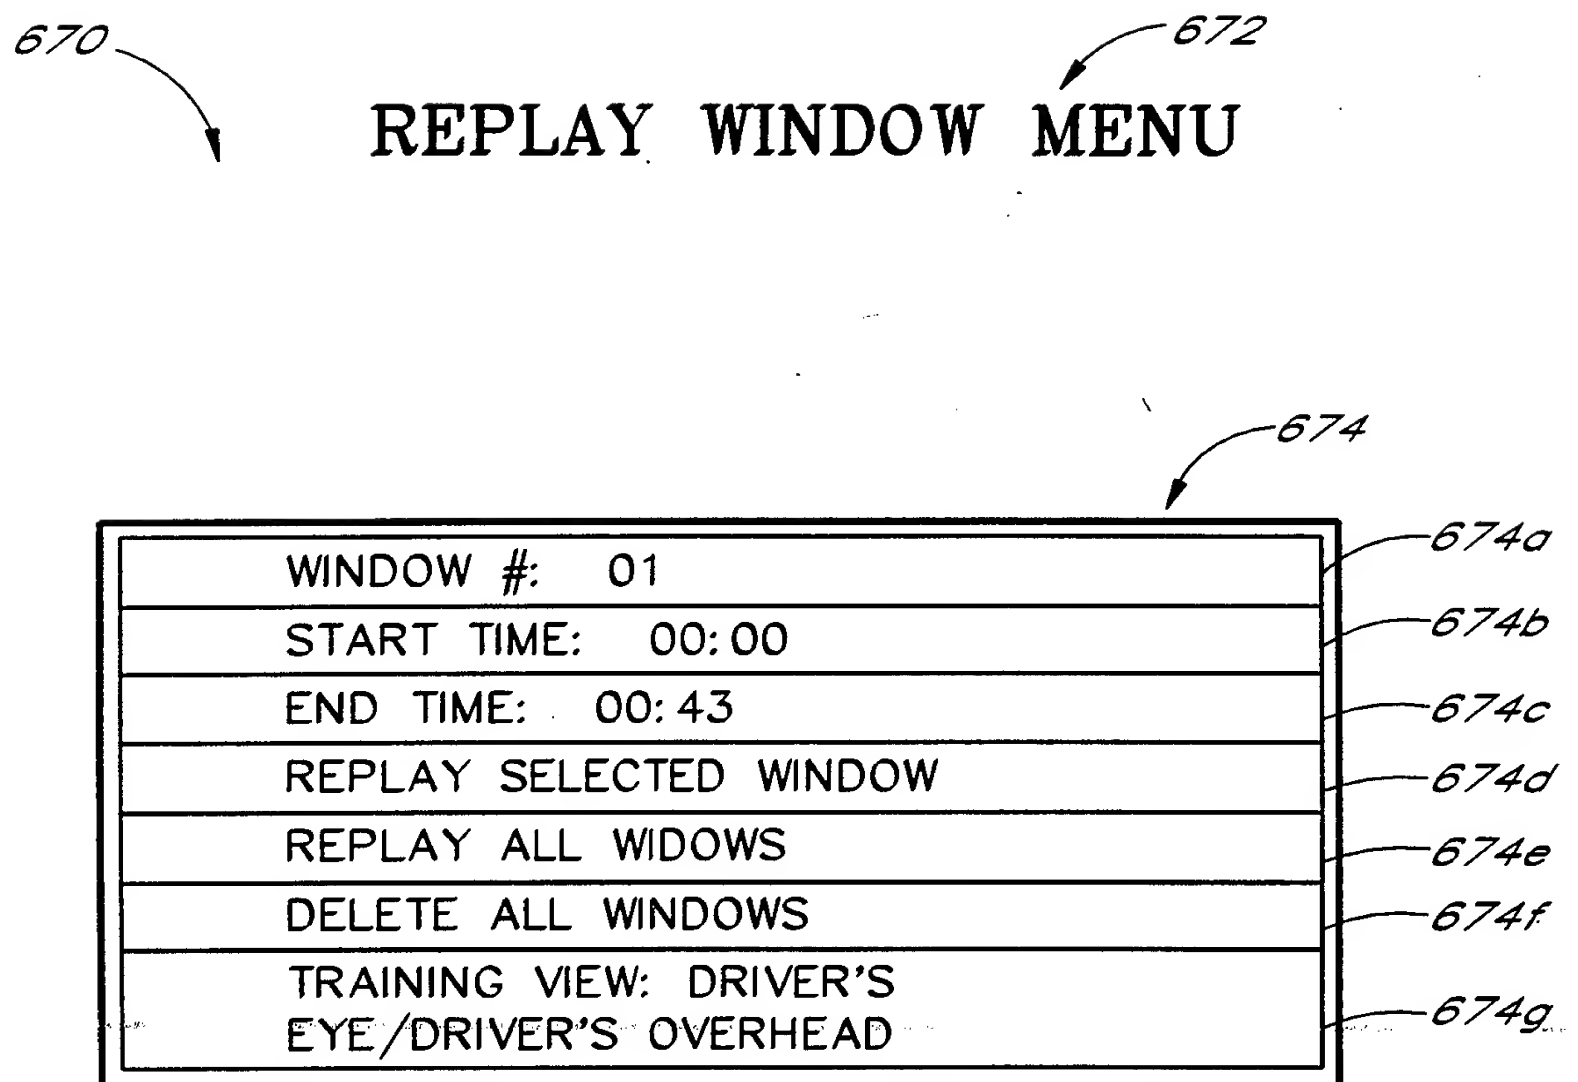 670
672
REPLAY WINDOW MENU
674
WINDOW #: 01
674a
START TIME: 00:00
674b
END TIME: 00:43
674c
REPLAY SELECTED WINDOW
674d
REPLAY ALL WIDOWS
674e
DELETE ALL WINDOWS
674f
TRAINING VIEW: DRIVER'S
EYE/DRIVER'S OVERHEAD
674g